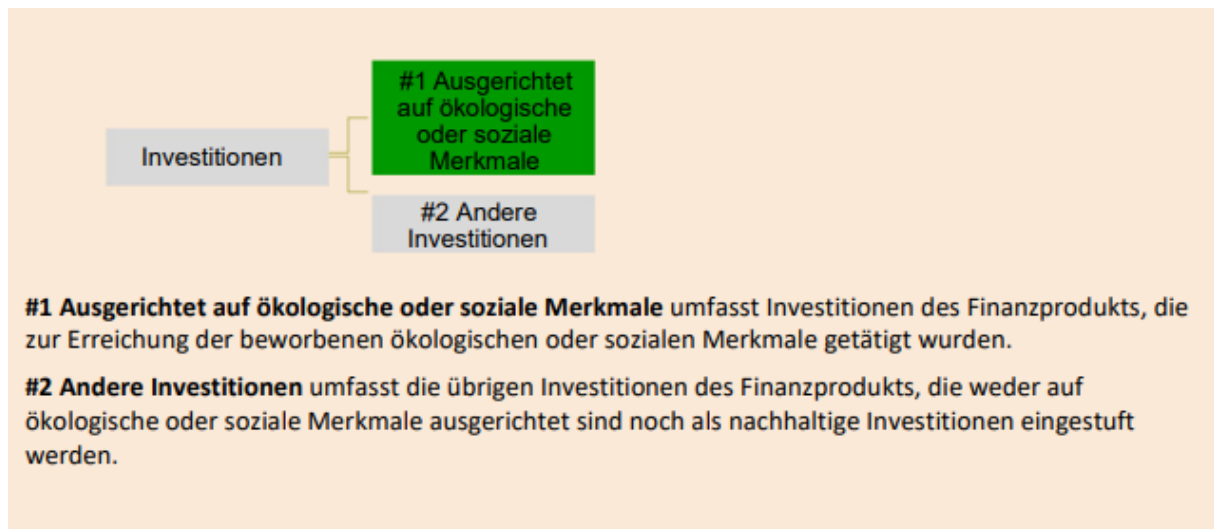 #1 Ausgerichtet
auf ökologische
oder soziale
Merkmale
Investitionen
#2 Andere
Investitionen
#1 Ausgerichtet auf ökologische oder soziale Merkmale umfasst Investitionen des Finanzprodukts, die
zur Erreichung der beworbenen ökologischen oder sozialen Merkmale getätigt wurden.
#2 Andere Investitionen umfasst die übrigen Investitionen des Finanzprodukts, die weder auf
ökologische oder soziale Merkmale ausgerichtet sind noch als nachhaltige Investitionen eingestuft
werden.